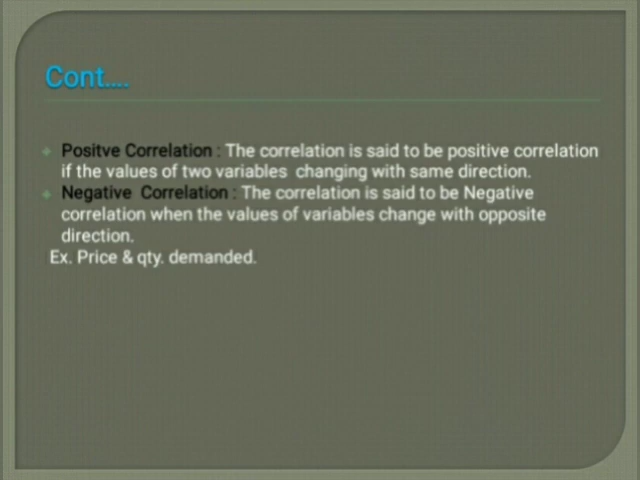 Cont....
Positve Correlation : The correlation is said to be positive correlation
if the values of two variables changing with same direction.
Negative Correlation : The correlation is said to be Negative
correlation when the values of variables change with opposite
direction.
Ex. Price & qty. demanded.